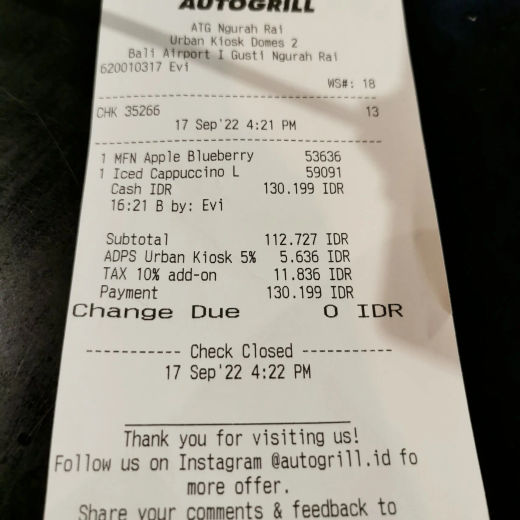 AUTOGRILL
ATG Ngurah Rai
Urban Kiosk Domes 2
Bali Airport I Gusti Ngurah Rai
620010317 Evi
WS#: 18
CHK 35266 13
17 Sep'22 4:21 PM
1 MFN Apple Blueberry 53636
1 Iced Cappuccino L 59091
Cash IDR 130.199 IDR
16:21 B by: Evi
Subtotal 112.727 IDR
ADPS Urban Kiosk 5% 5.636 IDR
TAX 10% add-on 11.836 IDR
Payment 130.199 IDR
Change Due 0 IDR
----------- Check Closed -----------
17 Sep'22 4:22 PM
Thank you for visiting us!
Follow us on Instagram @autogrill.id fo
more offer.
Share your comments & feedback to